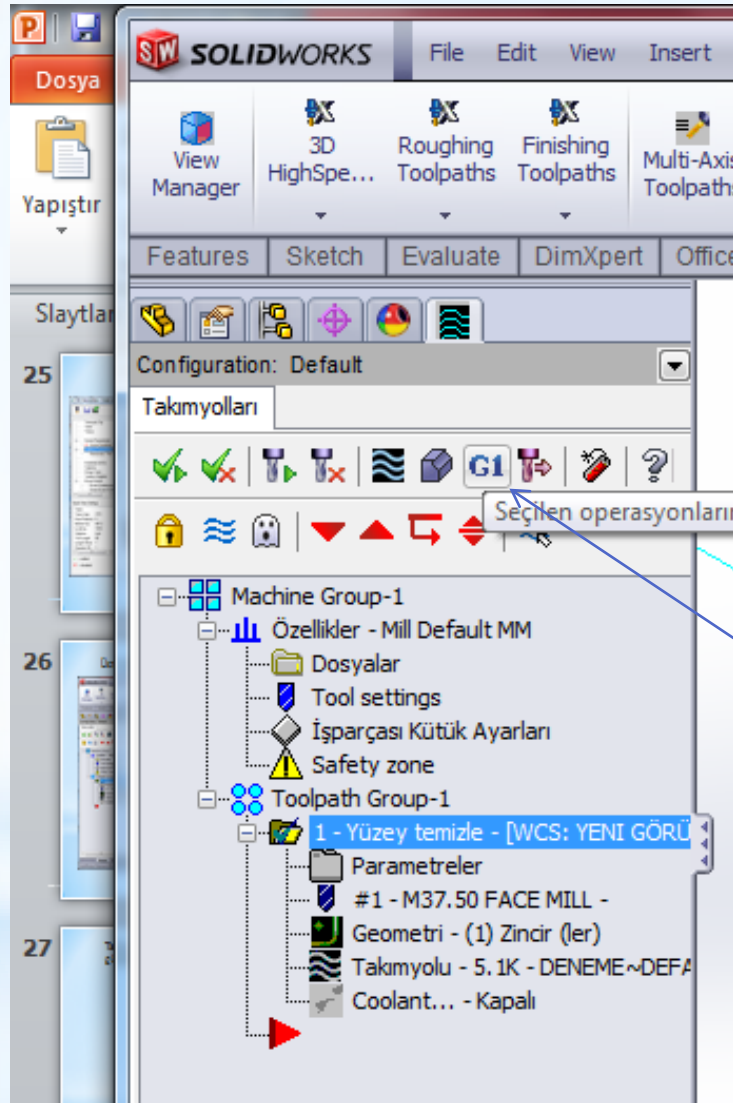 SOLIDWORKS File Edit View Insert
Dosya
View Manager
3D HighSpe...
Roughing Toolpaths
Finishing Toolpaths
Multi-Axis Toolpaths
Yapıştır
Features Sketch Evaluate DimXpert Office
Slaytlar
25
Configuration: Default
Takımyolları
G1
Seçilen operasyonların
Machine Group-1
Özellikler - Mill Default MM
26
Dosyalar
Tool settings
İşparçası Kütük Ayarları
Safety zone
Toolpath Group-1
1 - Yüzey temizle - [WCS: YENI GÖRÜ
Parametreler
#1 - M37.50 FACE MILL -
27
Geometri - (1) Zincir (ler)
Takımyolu - 5.1K - DENEME~DEFA
Coolant... - Kapalı